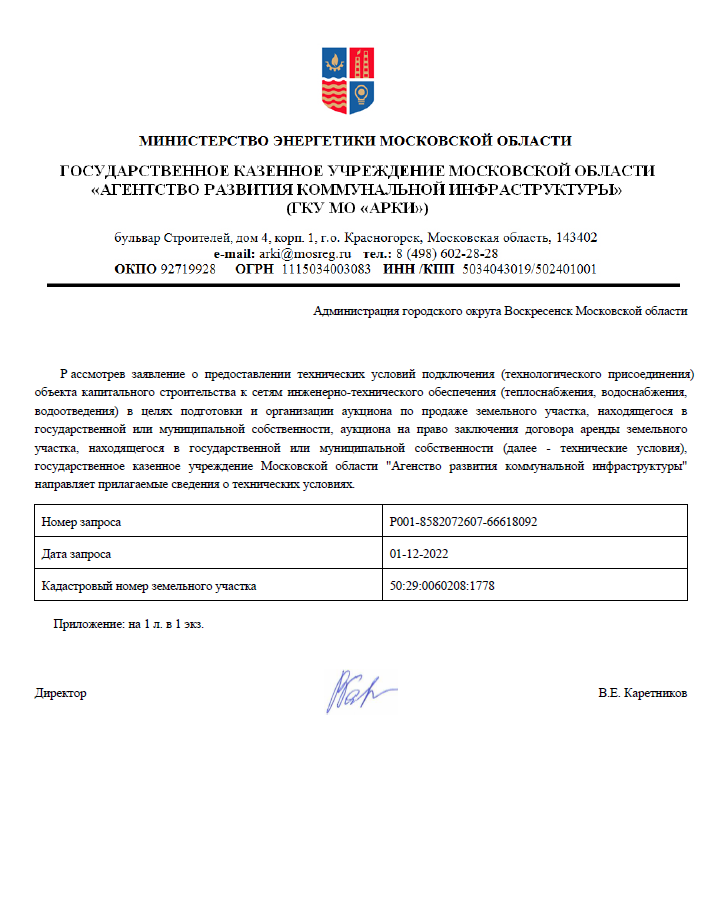 МИНИСТЕРСТВО ЭНЕРГЕТИКИ МОСКОВСКОЙ ОБЛАСТИ
ГОСУДАРСТВЕННОЕ КАЗЕННОЕ УЧРЕЖДЕНИЕ МОСКОВСКОЙ ОБЛАСТИ
«АГЕНТСТВО РАЗВИТИЯ КОММУНАЛЬНОЙ ИНФРАСТРУКТУРЫ»
(ГКУ МО «АРКИ»)
бульвар Строителей, дом 4, корп. 1, г.о. Красногорск, Московская область, 143402
e-mail: arki@mosreg.ru тел.: 8 (498) 602-28-28
ОКПО 92719928 ОГРН 1115034003083 ИНН /КПП 5034043019/502401001
Администрация городского округа Воскресенск Московской области
Рассмотрев заявление о предоставлении технических условий подключения (технологического присоединения)
объекта капитального строительства к сетям инженерно-технического обеспечения (теплоснабжения, водоснабжения,
водоотведения) в целях подготовки и организации аукциона по продаже земельного участка, находящегося в
государственной или муниципальной собственности, аукциона на право заключения договора аренды земельного
участка, находящегося в государственной или муниципальной собственности (далее - технические условия),
государственное казенное учреждение Московской области "Агенство развития коммунальной инфраструктуры"
направляет прилагаемые сведения о технических условиях.
Номер запроса P001-8582072607-66618092
Дата запроса 01-12-2022
Кадастровый номер земельного участка 50:29:0060208:1778
Приложение: на 1 л. в 1 экз.
Директор В.Е. Каретников